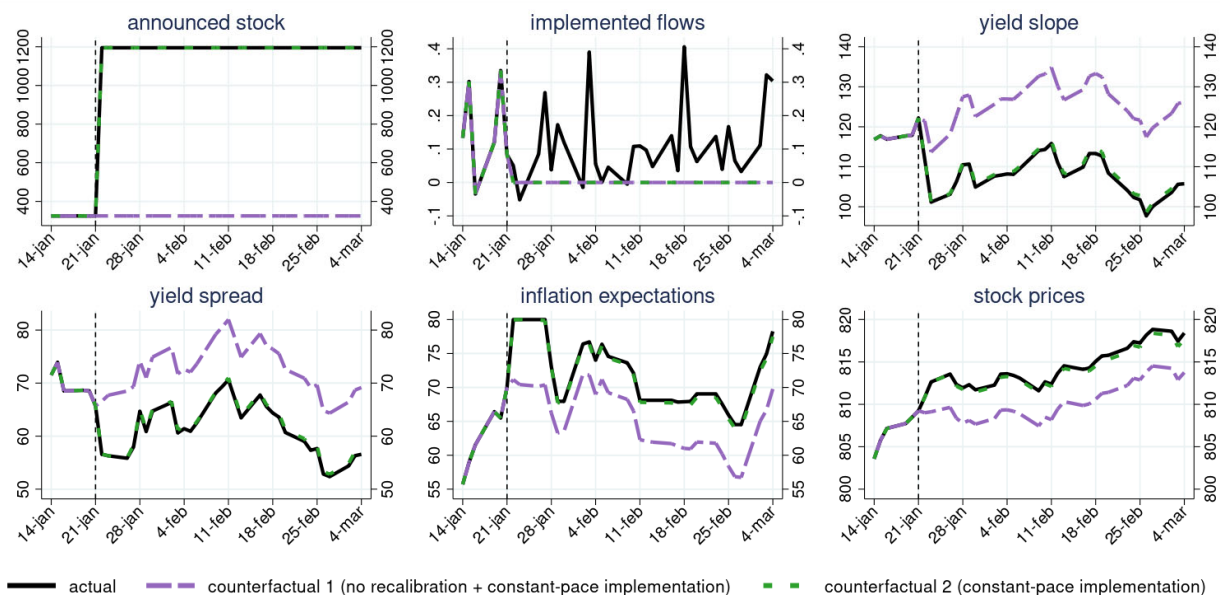 announced stock
400 600 800 1000 1200
400 600 800 1000 1200
14-jan 21-jan 28-jan 4-feb 11-feb 18-feb 25-feb 4-mar
implemented flows
-.1 0 .1 .2 .3 .4
-.1 0 .1 .2 .3 .4
14-jan 21-jan 28-jan 4-feb 11-feb 18-feb 25-feb 4-mar
yield slope
100 110 120 130 140
100 110 120 130 140
14-jan 21-jan 28-jan 4-feb 11-feb 18-feb 25-feb 4-mar
yield spread
50 60 70 80
50 60 70 80
14-jan 21-jan 28-jan 4-feb 11-feb 18-feb 25-feb 4-mar
inflation expectations
55 60 65 70 75 80
55 60 65 70 75 80
14-jan 21-jan 28-jan 4-feb 11-feb 18-feb 25-feb 4-mar
stock prices
800 805 810 815 820
800 805 810 815 820
14-jan 21-jan 28-jan 4-feb 11-feb 18-feb 25-feb 4-mar
actual counterfactual 1 (no recalibration + constant-pace implementation) counterfactual 2 (constant-pace implementation)